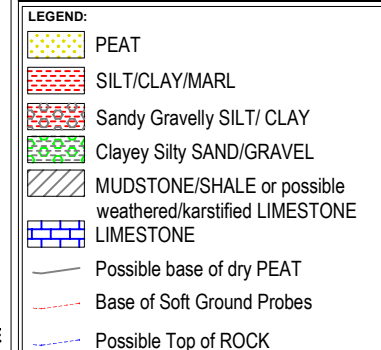 LEGEND:
PEAT
SILT/CLAY/MARL
Sandy Gravelly SILT/ CLAY
Clayey Silty SAND/GRAVEL
MUDSTONE/SHALE or possible
weathered/karstified LIMESTONE
LIMESTONE
Possible base of dry PEAT
Base of Soft Ground Probes
Possible Top of ROCK